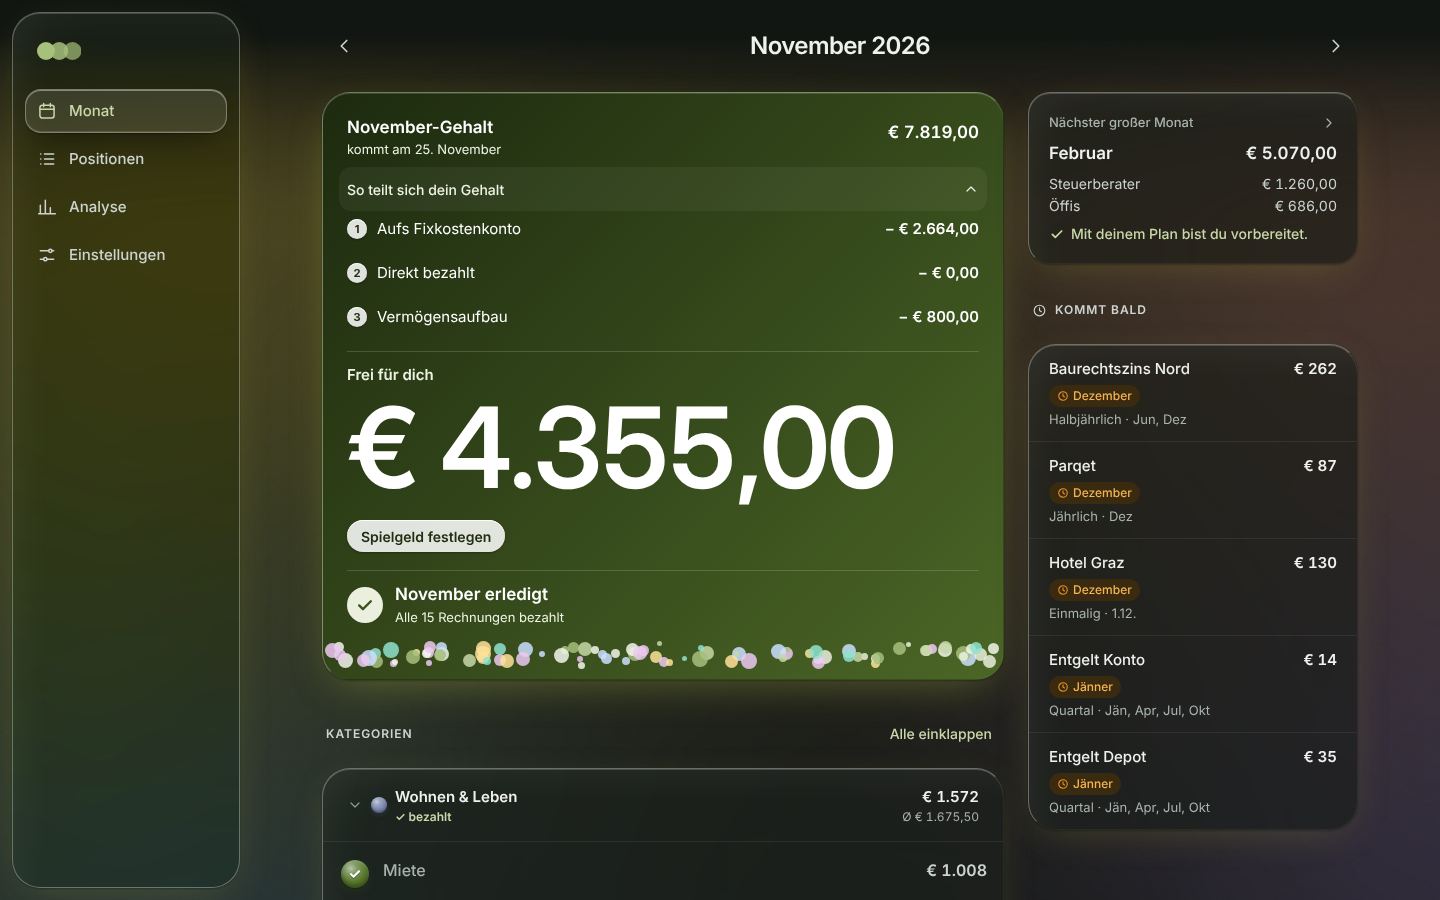 November 2026
Monat
Positionen
Analyse
Einstellungen
November-Gehalt
€ 7.819,00
kommt am 25. November
So teilt sich dein Gehalt
1 Aufs Fixkostenkonto – € 2.664,00
2 Direkt bezahlt – € 0,00
3 Vermögensaufbau – € 800,00
Frei für dich
€ 4.355,00
Spielgeld festlegen
November erledigt
Alle 15 Rechnungen bezahlt
KATEGORIEN
Alle einklappen
Wohnen & Leben € 1.572
bezahlt Ø € 1.675,50
Miete € 1.008
Nächster großer Monat
Februar € 5.070,00
Steuerberater € 1.260,00
Öffis € 686,00
Mit deinem Plan bist du vorbereitet.
KOMMT BALD
Baurechtszins Nord € 262
Dezember
Halbjährlich · Jun, Dez
Parqet € 87
Dezember
Jährlich · Dez
Hotel Graz € 130
Dezember
Einmalig · 1.12.
Entgelt Konto € 14
Jänner
Quartal · Jän, Apr, Jul, Okt
Entgelt Depot € 35
Jänner
Quartal · Jän, Apr, Jul, Okt